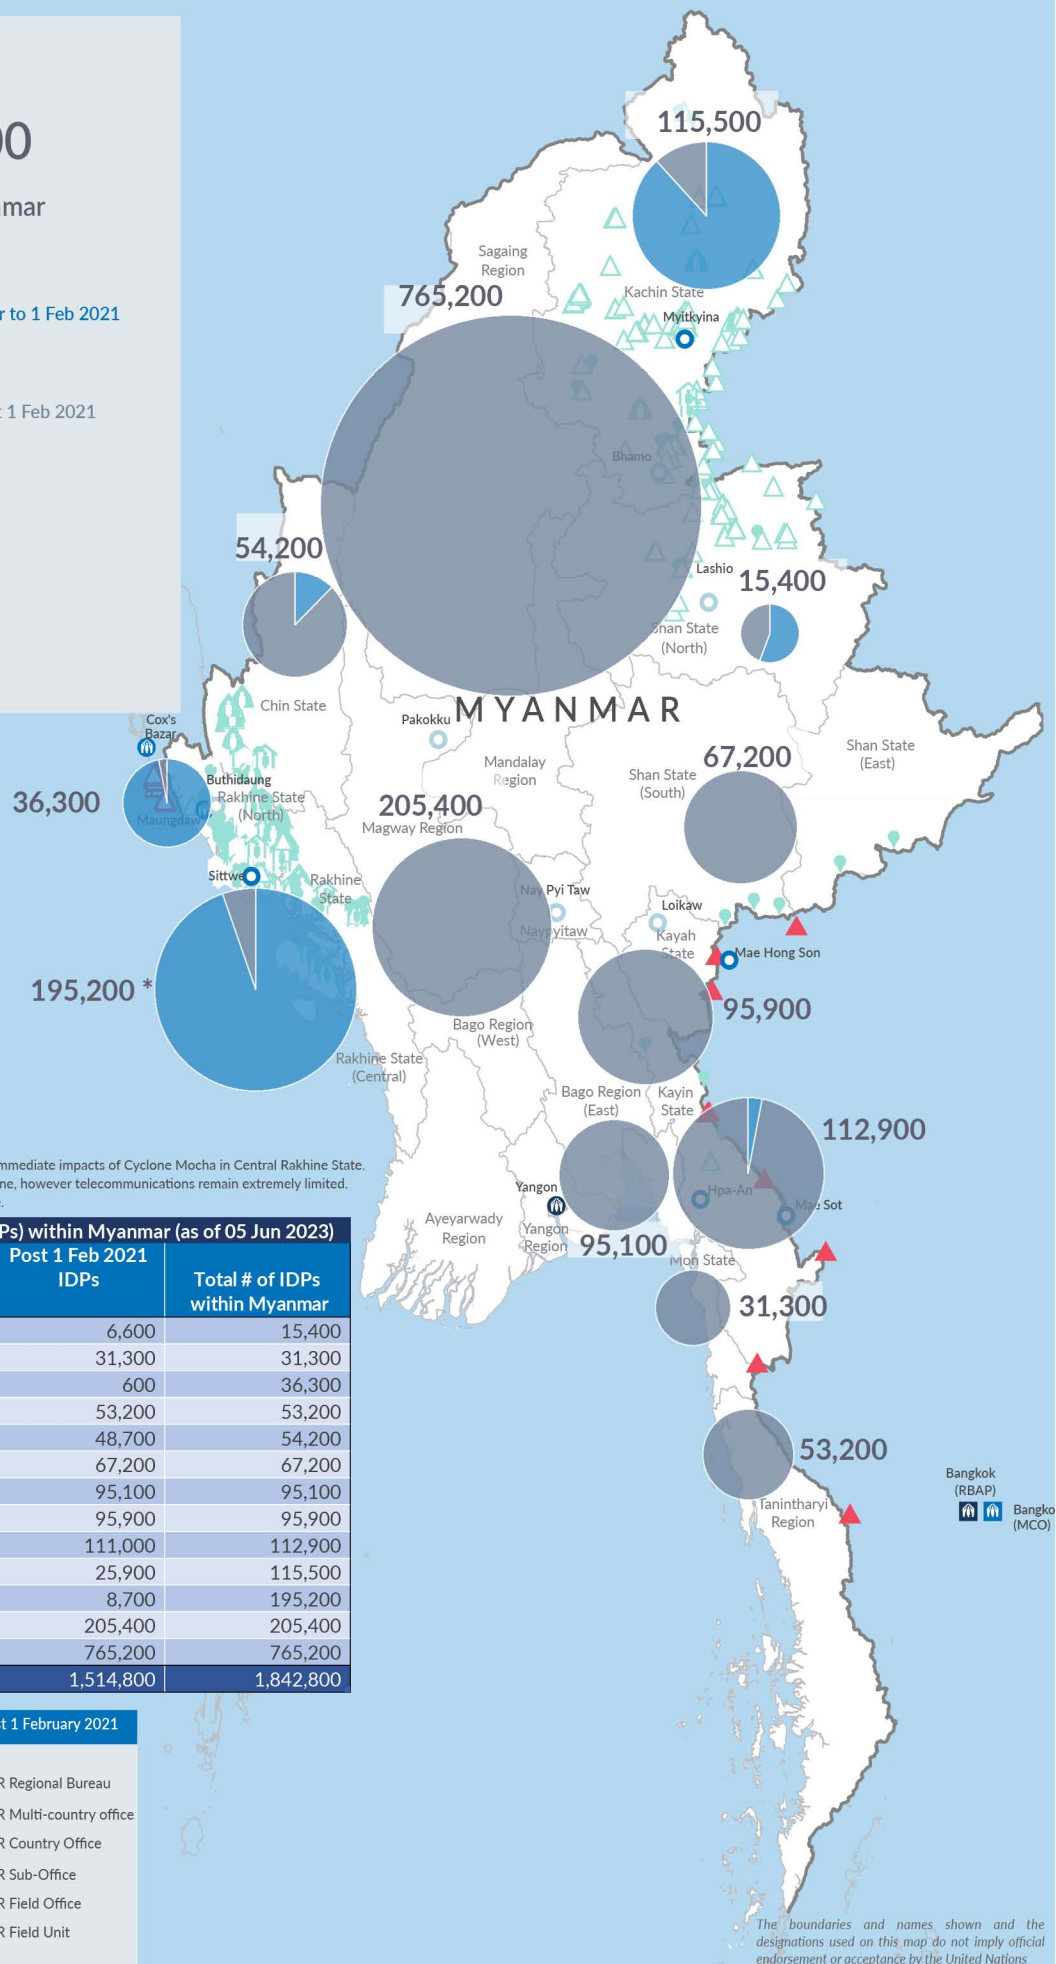 00
mar
r to 1 Feb 2021
1 Feb 2021
115,500
Sagaing
Region
765,200
Kachin State
Myitkyina
Bhamo
54,200
Lashio
15,400
Shan State
(North)
Chin State
MYANMAR
Cox's
Bazar
Pakokku
Mandalay
Region
Shan State
(South)
67,200
Shan State
(East)
36,300
Buthidaung
Rakhine State
(North)
Maungdaw
205,400
Magway Region
Sittwe
Rakhine
State
Nay Pyi Taw
Naypyitaw
Loikaw
Kayah
State
Mae Hong Son
195,200 *
95,900
Bago Region
(West)
Rakhine State
(Central)
Bago Region
(East)
Kayin
State
112,900
mmediate impacts of Cyclone Mocha in Central Rakhine State.
ne, however telecommunications remain extremely limited.
Yangon
Hpa-An
Mae Sot
Ayeyarwady
Region
Yangon
Region
95,100
Mon State
31,300
53,200
Tanintharyi
Region
Bangkok
(RBAP)
Bangko
(MCO)
Ps) within Myanmar (as of 05 Jun 2023)
Post 1 Feb 2021
IDPs
Total # of IDPs
within Myanmar
6,600 15,400
31,300 31,300
600 36,300
53,200 53,200
48,700 54,200
67,200 67,200
95,100 95,100
95,900 95,900
111,000 112,900
25,900 115,500
8,700 195,200
205,400 205,400
765,200 765,200
1,514,800 1,842,800
t 1 February 2021
R Regional Bureau
R Multi-country office
R Country Office
R Sub-Office
R Field Office
R Field Unit
The boundaries and names shown and the
designations used on this map do not imply official
endorsement or acceptance by the United Nations